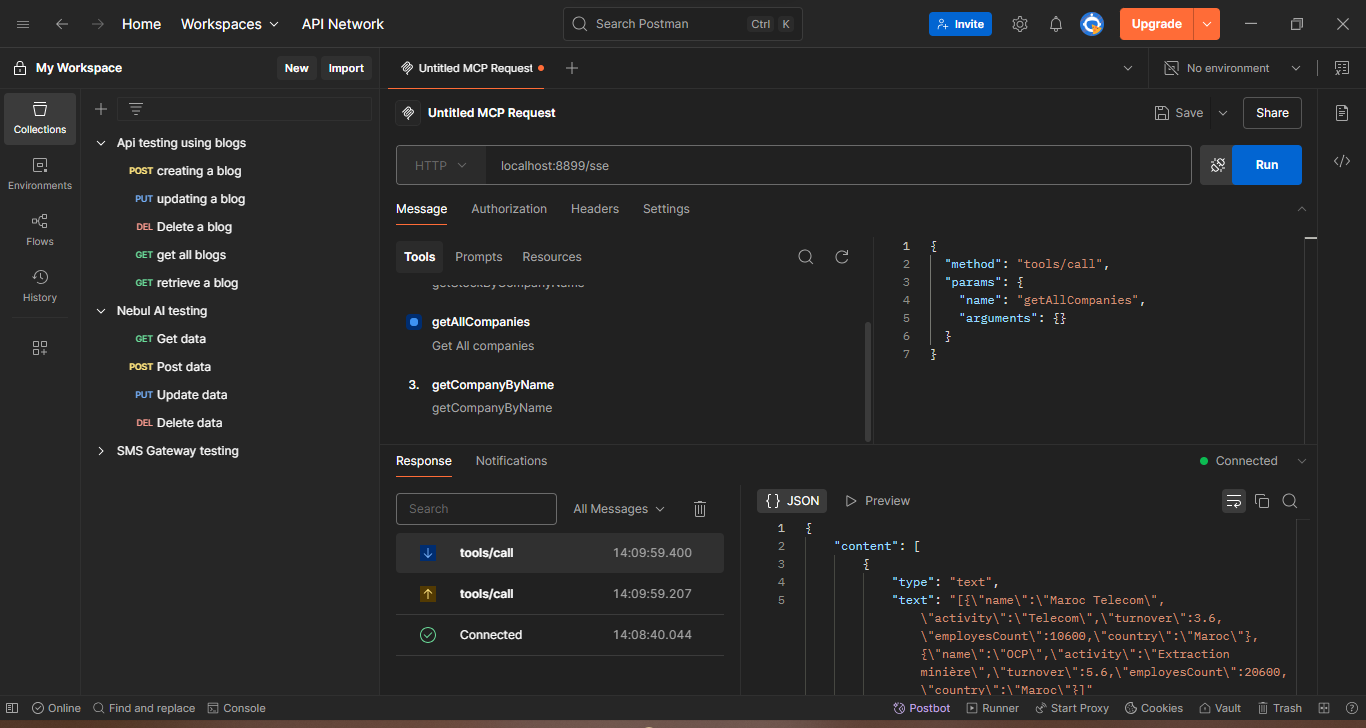 Home Workspaces API Network Search Postman Ctrl K Invite Upgrade
My Workspace New Import
Untitled MCP Request No environment
Collections
Environments
Flows
History
Api testing using blogs
POST creating a blog
PUT updating a blog
DEL Delete a blog
GET get all blogs
GET retrieve a blog
Nebul AI testing
GET Get data
POST Post data
PUT Update data
DEL Delete data
SMS Gateway testing
Untitled MCP Request Save Share
HTTP localhost:8899/sse Run
Message Authorization Headers Settings
Tools Prompts Resources
getStockByCompanyName
getAllCompanies
Get All companies
3. getCompanyByName
getCompanyByName
1 {
2 "method": "tools/call",
3 "params": {
4 "name": "getAllCompanies",
5 "arguments": {}
6 }
7 }
Response Notifications Connected
Search All Messages
tools/call 14:09:59.400
tools/call 14:09:59.207
Connected 14:08:40.044
{} JSON Preview
1 {
2 "content": [
3 {
4 "type": "text",
5 "text": "[{\"name\":\"Maroc Telecom\",
\"activity\":\"Telecom\",\"turnover\":3.6,
\"employesCount\":10600,\"country\":\"Maroc\"},
{\"name\":\"OCP\",\"activity\":\"Extraction
minière\",\"turnover\":5.6,\"employesCount\":20600,
\"country\":\"Maroc\"}]"
Online Find and replace Console Postbot Runner Start Proxy Cookies Vault Trash